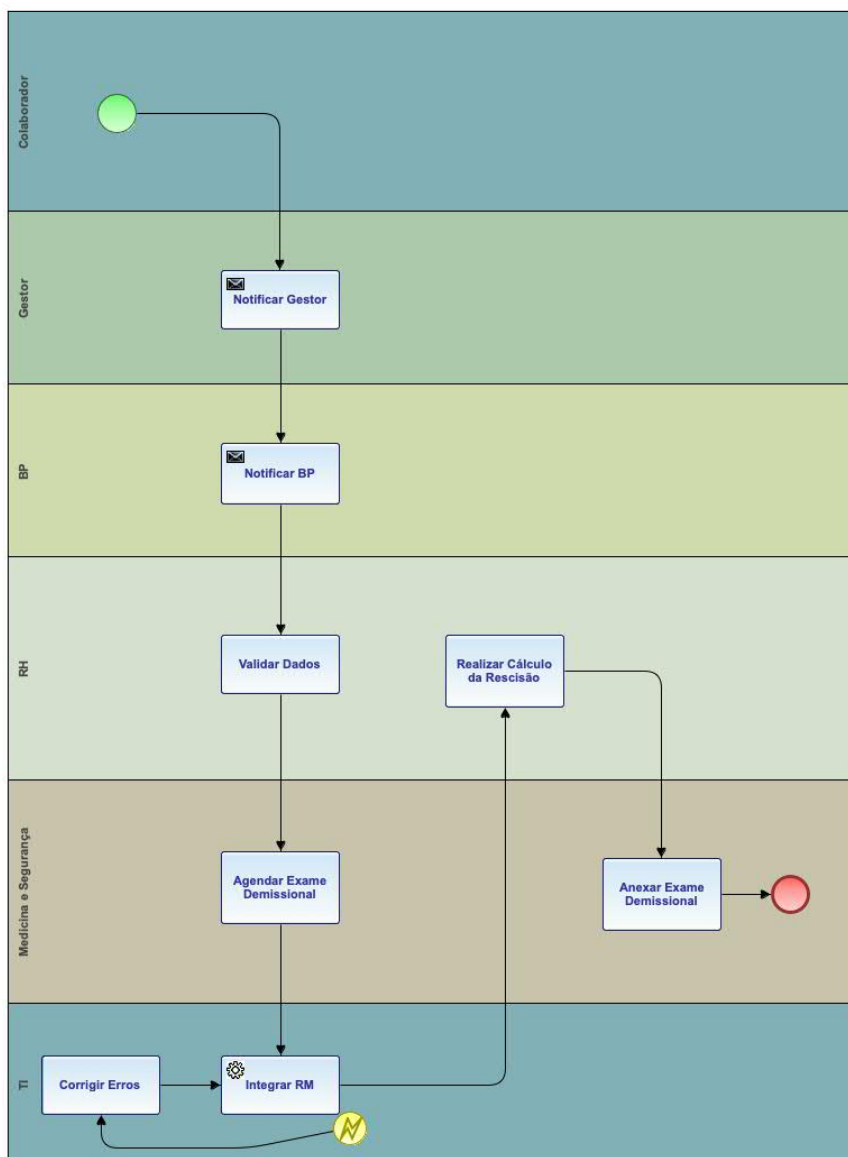 Colaborador
Gestor
Notificar Gestor
BP
Notificar BP
RH
Validar Dados
Realizar Cálculo
da Rescisão
Medicina e Segurança
Agendar Exame
Demissional
Anexar Exame
Demissional
TI
Corrigir Erros
Integrar RM